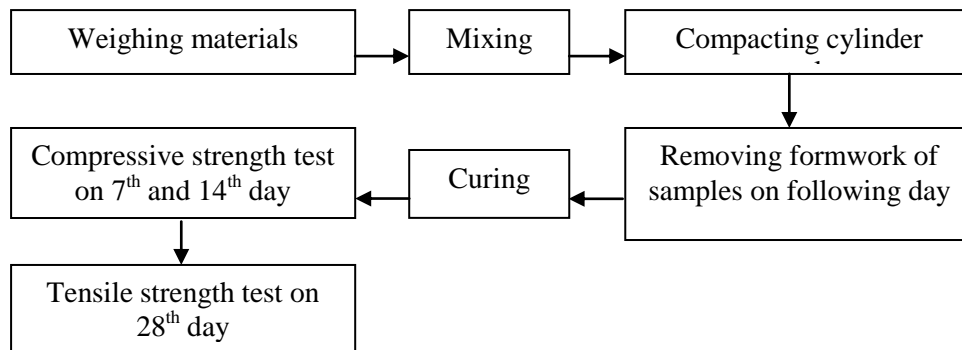 Weighing materials
Mixing
Compacting cylinder
Removing formwork of
samples on following day
Curing
Compressive strength test
on 7th and 14th day
Tensile strength test on
28th day